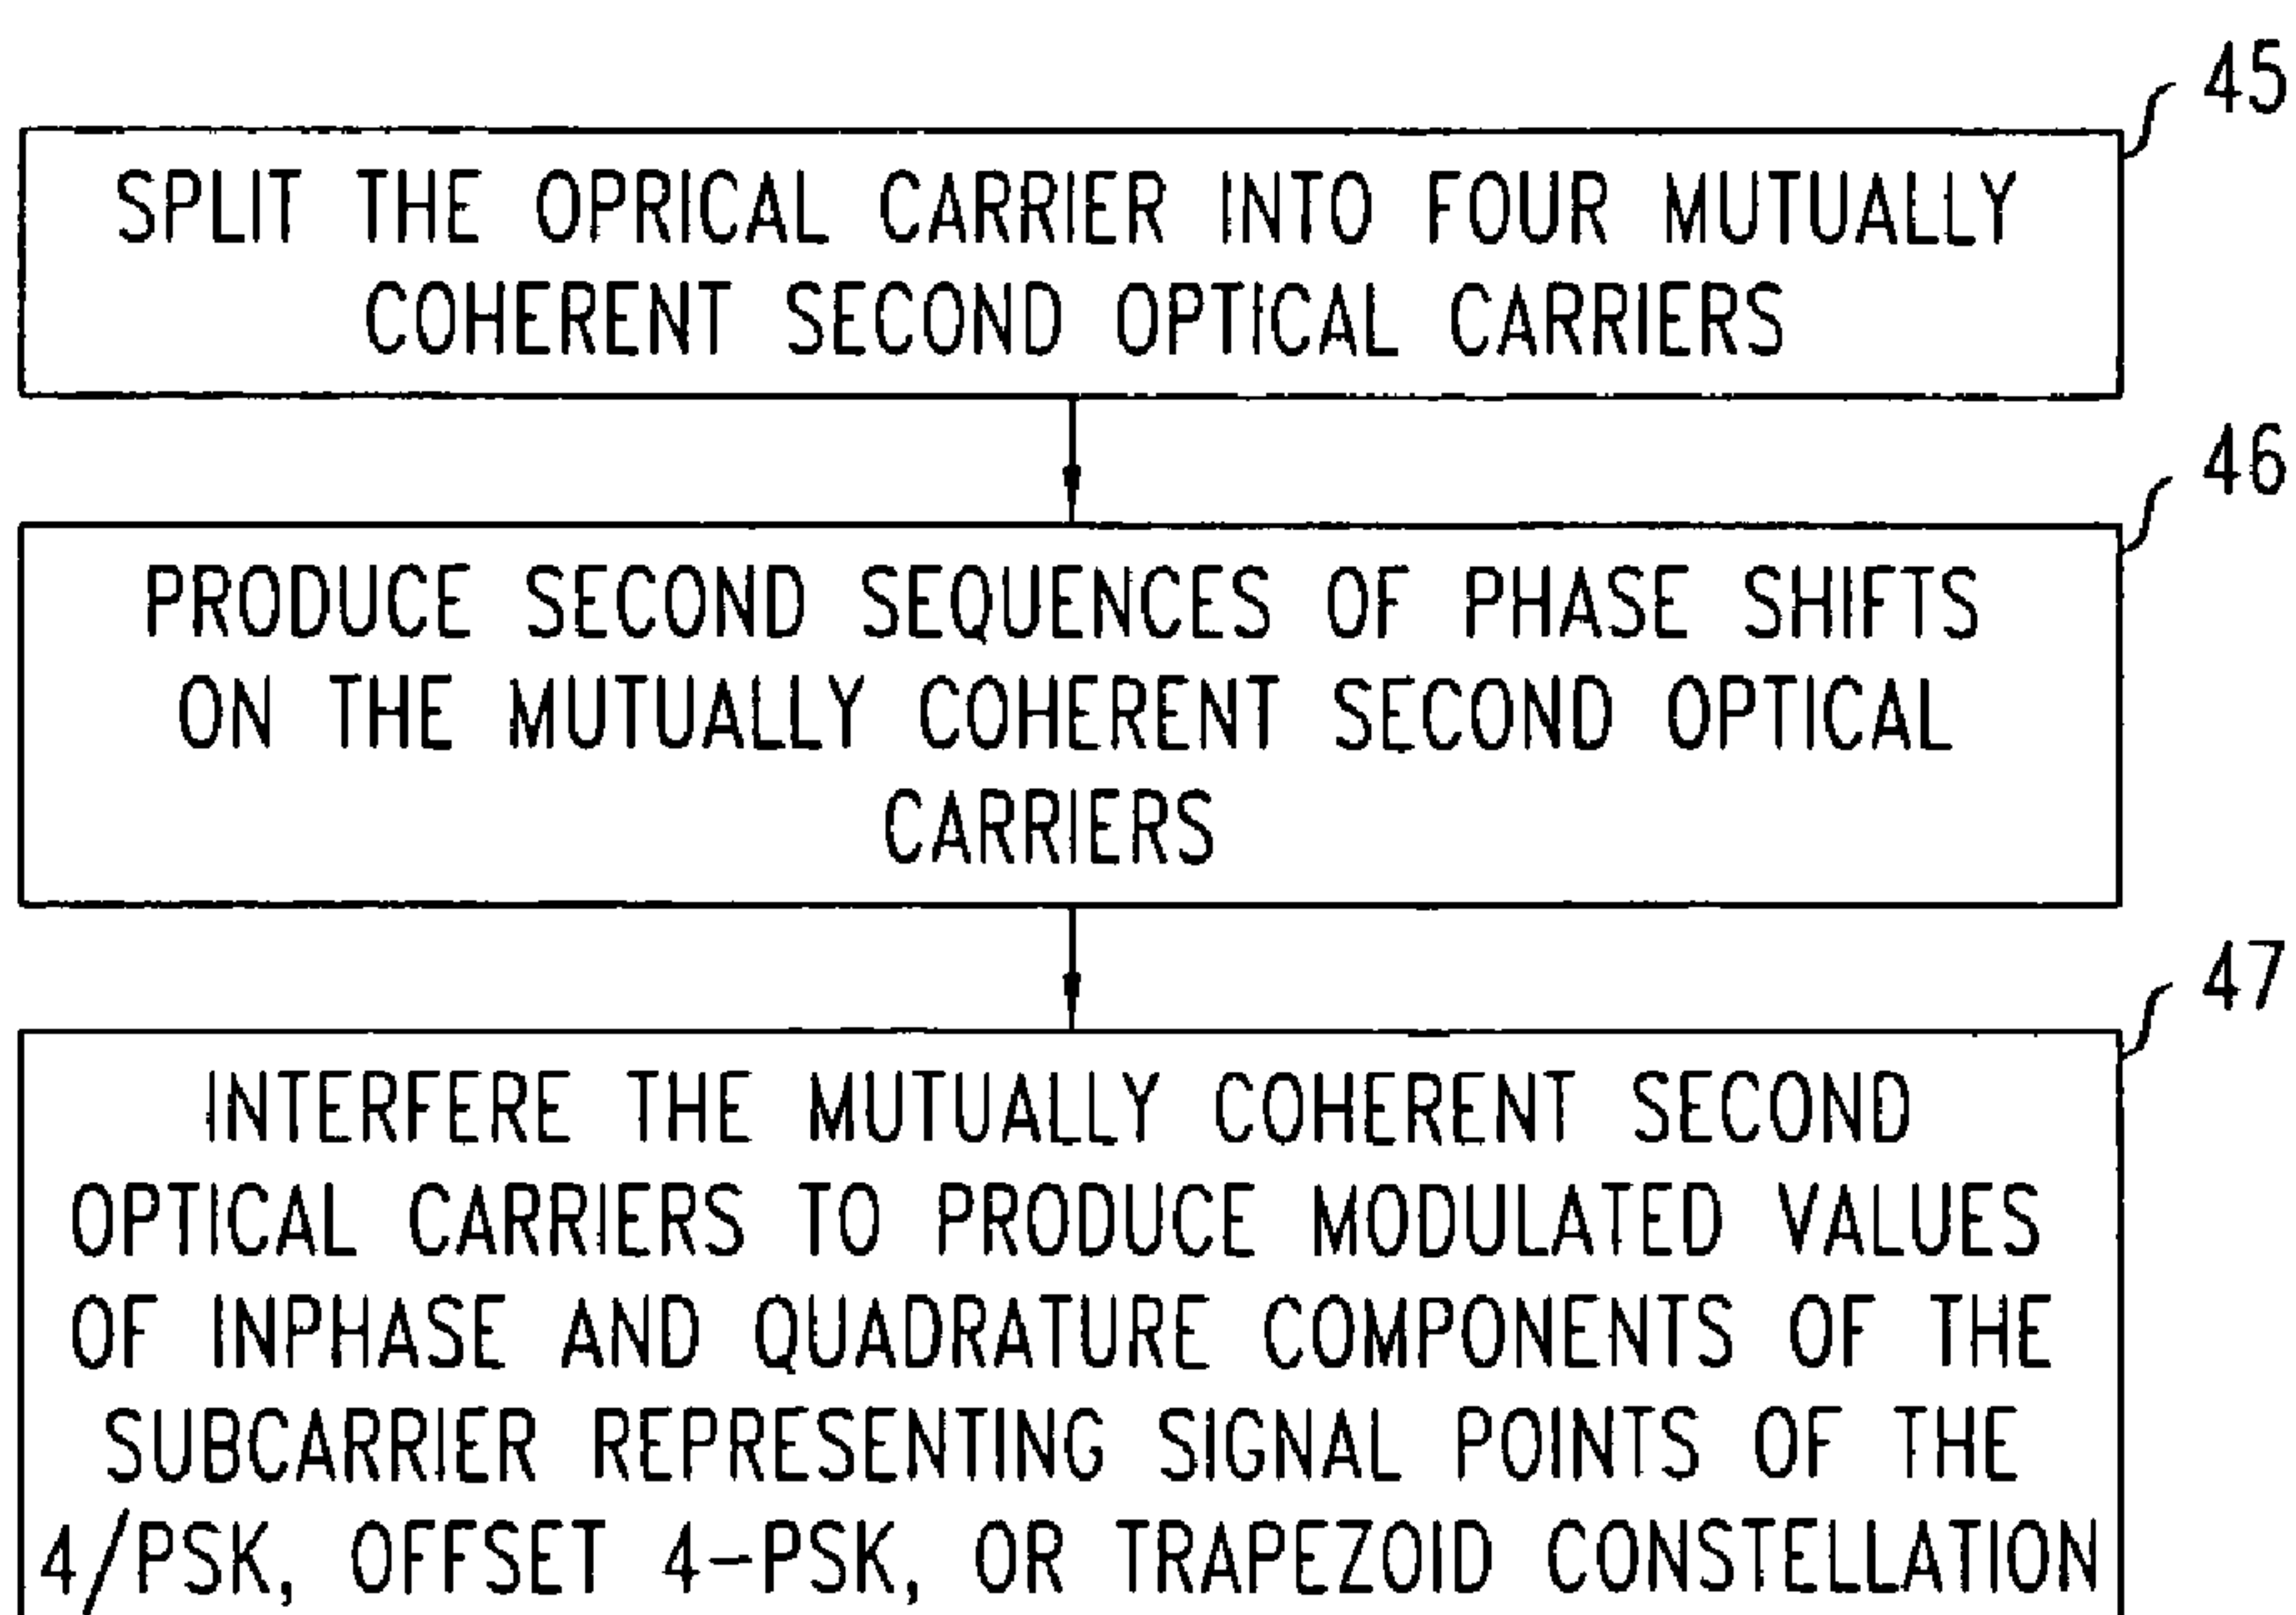 45
SPLIT THE OPRICAL CARRIER INTO FOUR MUTUALLY
COHERENT SECOND OPTICAL CARRIERS
46
PRODUCE SECOND SEQUENCES OF PHASE SHIFTS
ON THE MUTUALLY COHERENT SECOND OPTICAL
CARRIERS
47
INTERFERE THE MUTUALLY COHERENT SECOND
OPTICAL CARRIERS TO PRODUCE MODULATED VALUES
OF INPHASE AND QUADRATURE COMPONENTS OF THE
SUBCARRIER REPRESENTING SIGNAL POINTS OF THE
4/PSK, OFFSET 4-PSK, OR TRAPEZOID CONSTELLATION